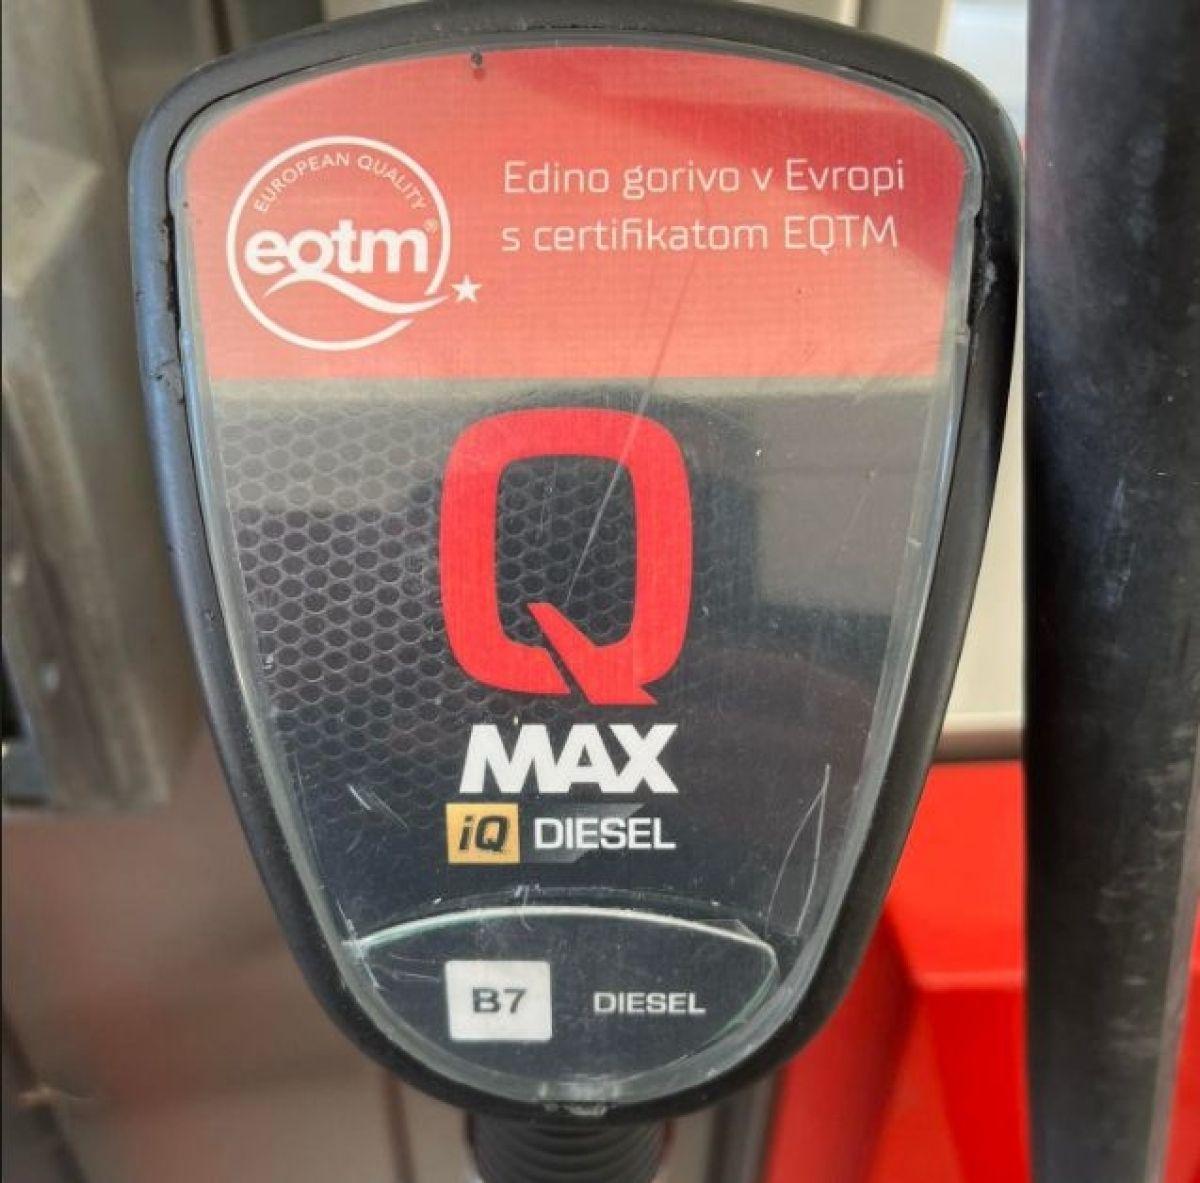 EUROPEAN QUALITY
eqtm®
Edino gorivo v Evropi
s certifikatom EQTM
Q
MAX
iQ DIESEL
B7 DIESEL